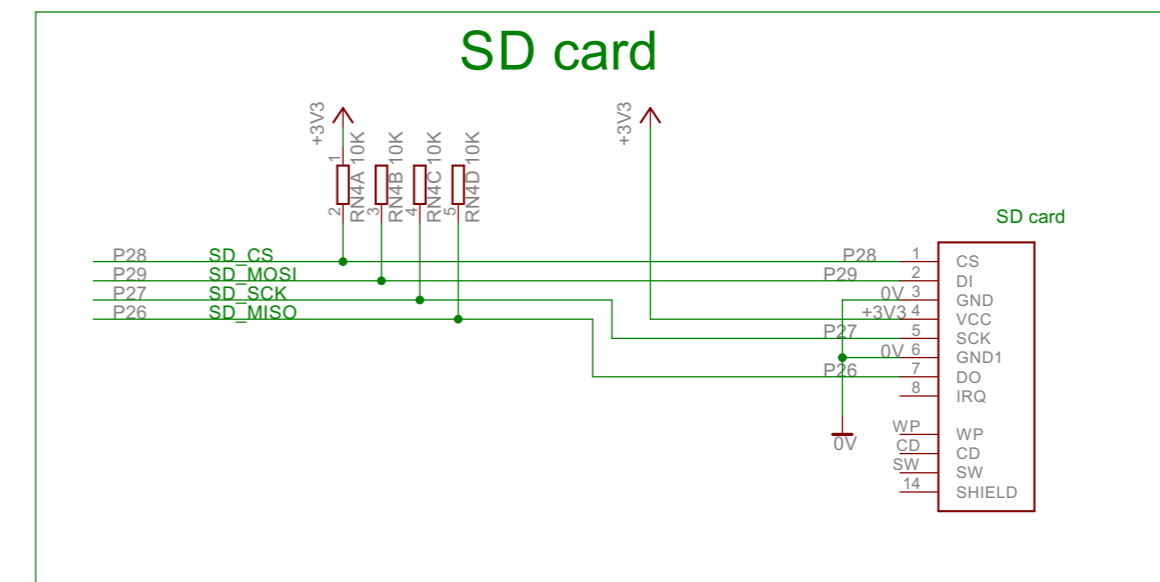 SD card
+3V3
+3V3
1
RN4A 10K
2
RN4B 10K
3
RN4C 10K
4
RN4D 10K
5
SD card
P28 SD_CS P28 1 CS
P29 SD_MOSI P29 2 DI
P27 SD_SCK 0V 3 GND
P26 SD_MISO +3V3 4 VCC
P27 5 SCK
0V 6 GND1
P26 7 DO
8 IRQ
WP WP
0V CD CD
SW SW
14 SHIELD